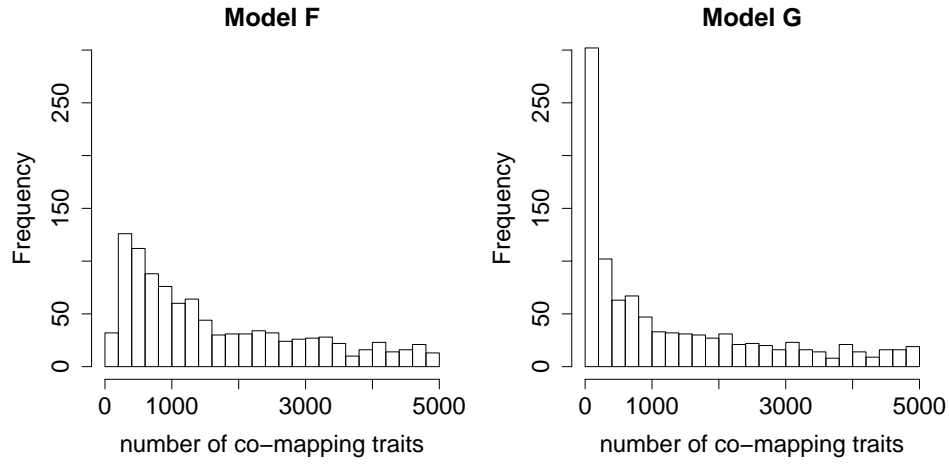 Model F
Frequency
0 50 150 250
0 1000 3000 5000
number of co−mapping traits
Model G
Frequency
0 50 150 250
0 1000 3000 5000
number of co−mapping traits